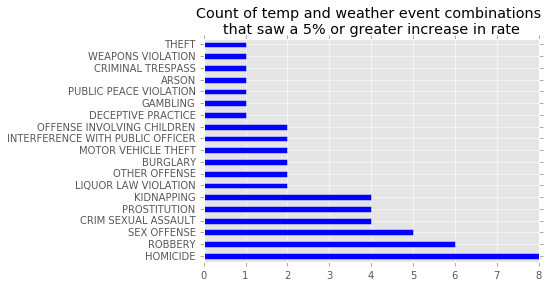 Count of temp and weather event combinations
that saw a 5% or greater increase in rate
THEFT
WEAPONS VIOLATION
CRIMINAL TRESPASS
ARSON
PUBLIC PEACE VIOLATION
GAMBLING
DECEPTIVE PRACTICE
OFFENSE INVOLVING CHILDREN
INTERFERENCE WITH PUBLIC OFFICER
MOTOR VEHICLE THEFT
BURGLARY
OTHER OFFENSE
LIQUOR LAW VIOLATION
KIDNAPPING
PROSTITUTION
CRIM SEXUAL ASSAULT
SEX OFFENSE
ROBBERY
HOMICIDE
0 1 2 3 4 5 6 7 8